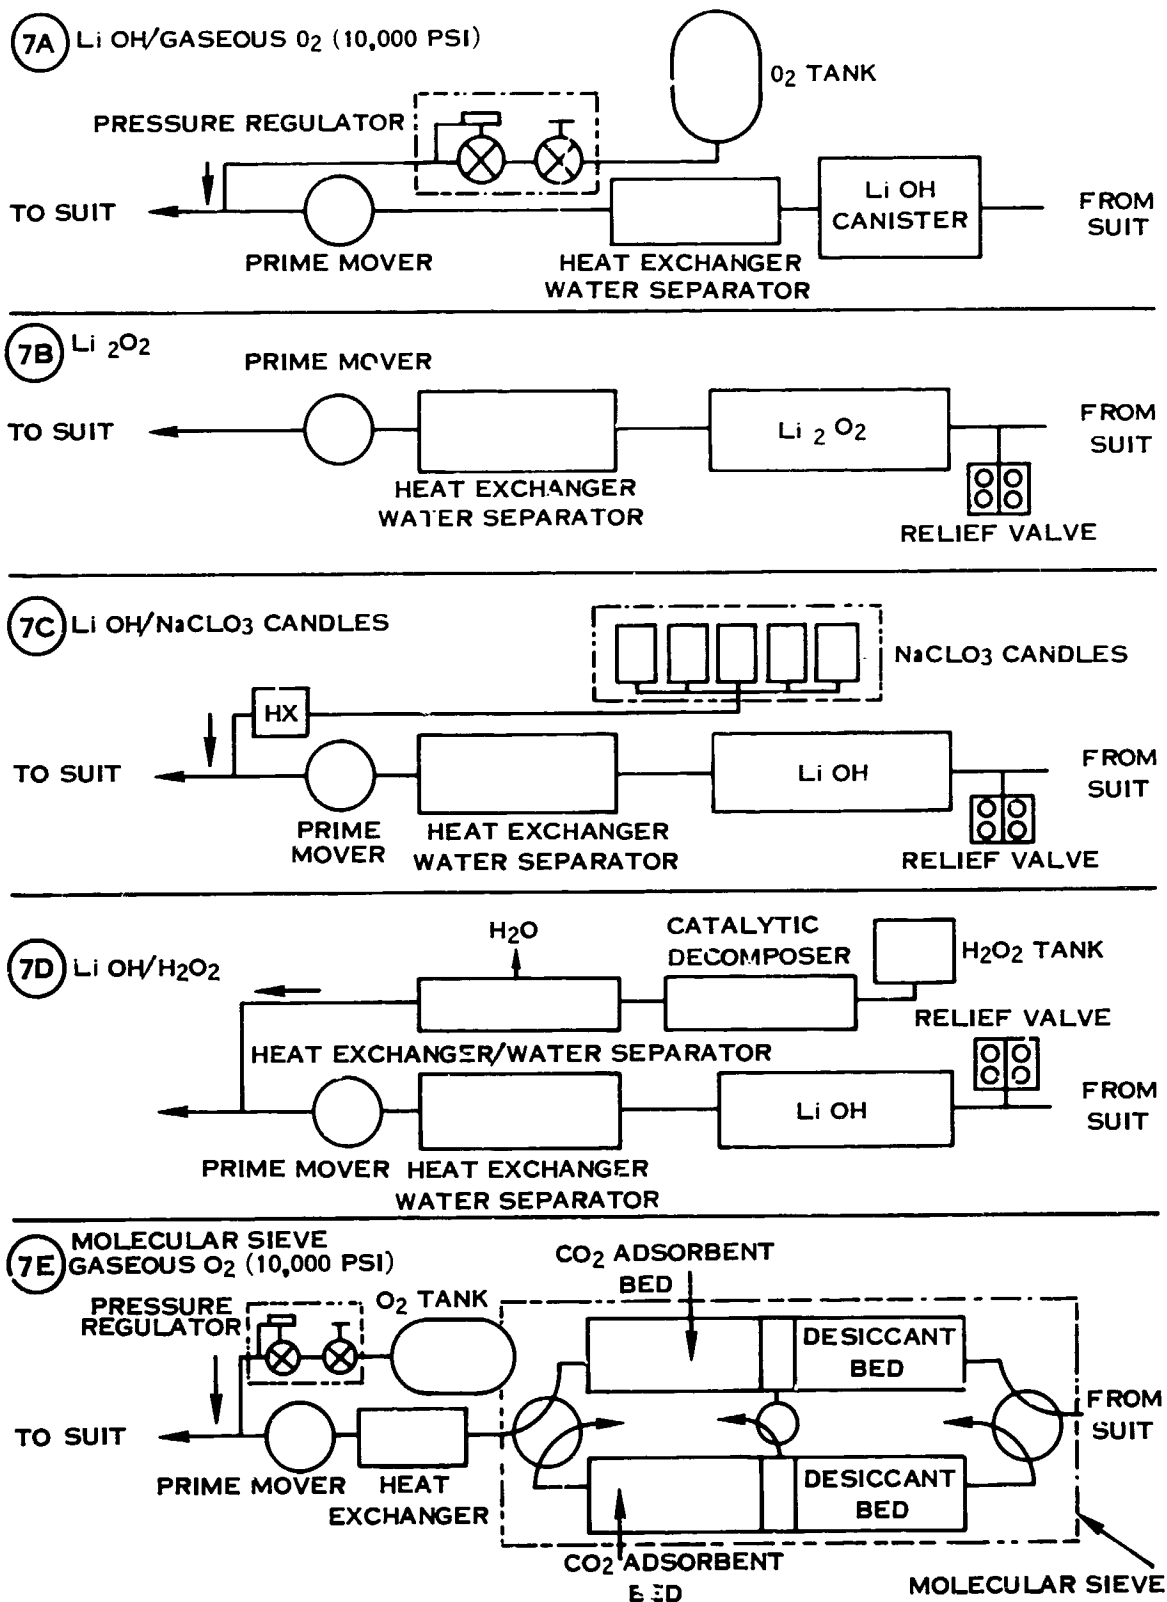 7A Li OH/GASEOUS O2 (10,000 PSI)
O2 TANK
PRESSURE REGULATOR
TO SUIT
PRIME MOVER
HEAT EXCHANGER
WATER SEPARATOR
Li OH
CANISTER
FROM
SUIT
7B Li 2O2
PRIME MOVER
TO SUIT
HEAT EXCHANGER
WATER SEPARATOR
Li 2 O2
FROM
SUIT
RELIEF VALVE
7C Li OH/NaCLO3 CANDLES
NaCLO3 CANDLES
HX
TO SUIT
PRIME
MOVER
HEAT EXCHANGER
WATER SEPARATOR
Li OH
FROM
SUIT
RELIEF VALVE
7D Li OH/H2O2
H2O
CATALYTIC
DECOMPOSER
H2O2 TANK
RELIEF VALVE
HEAT EXCHANGER/WATER SEPARATOR
PRIME MOVER
HEAT EXCHANGER
WATER SEPARATOR
Li OH
FROM
SUIT
7E MOLECULAR SIEVE
GASEOUS O2 (10,000 PSI)
PRESSURE
REGULATOR
O2 TANK
CO2 ADSORBENT
BED
DESICCANT
BED
FROM
SUIT
TO SUIT
PRIME MOVER
HEAT
EXCHANGER
DESICCANT
BED
CO2 ADSORBENT
BED
MOLECULAR SIEVE